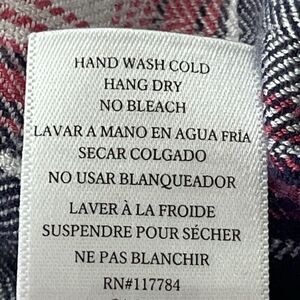 HAND WASH COLD
HANG DRY
NO BLEACH
LAVAR A MANO EN AGUA FRÍA
SECAR COLGADO
NO USAR BLANQUEADOR
LAVER À LA FROIDE
SUSPENDRE POUR SÉCHER
NE PAS BLANCHIR
RN#117784